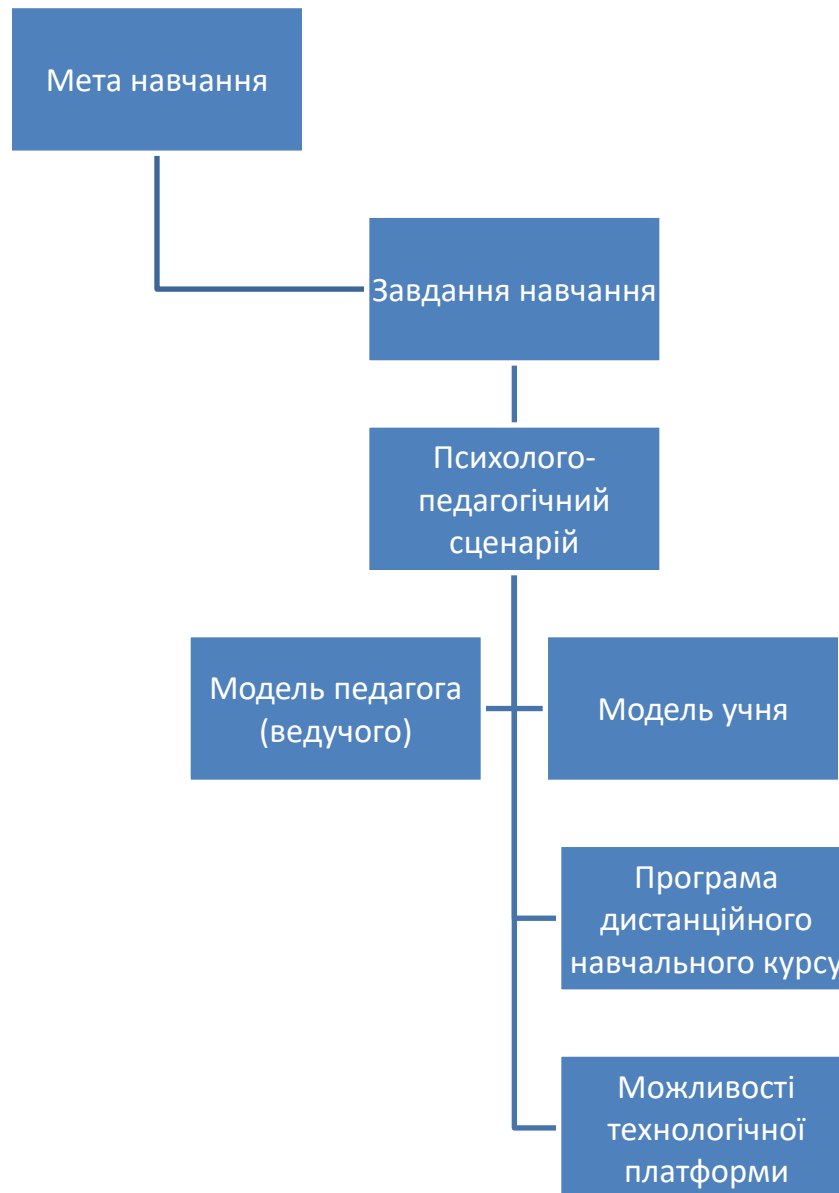 Мета навчання
Завдання навчання
Психолого-
педагогічний
сценарій
Модель педагога
(ведучого)
Модель учня
Програма
дистанційного
навчального курсу
Можливості
технологічної
платформи